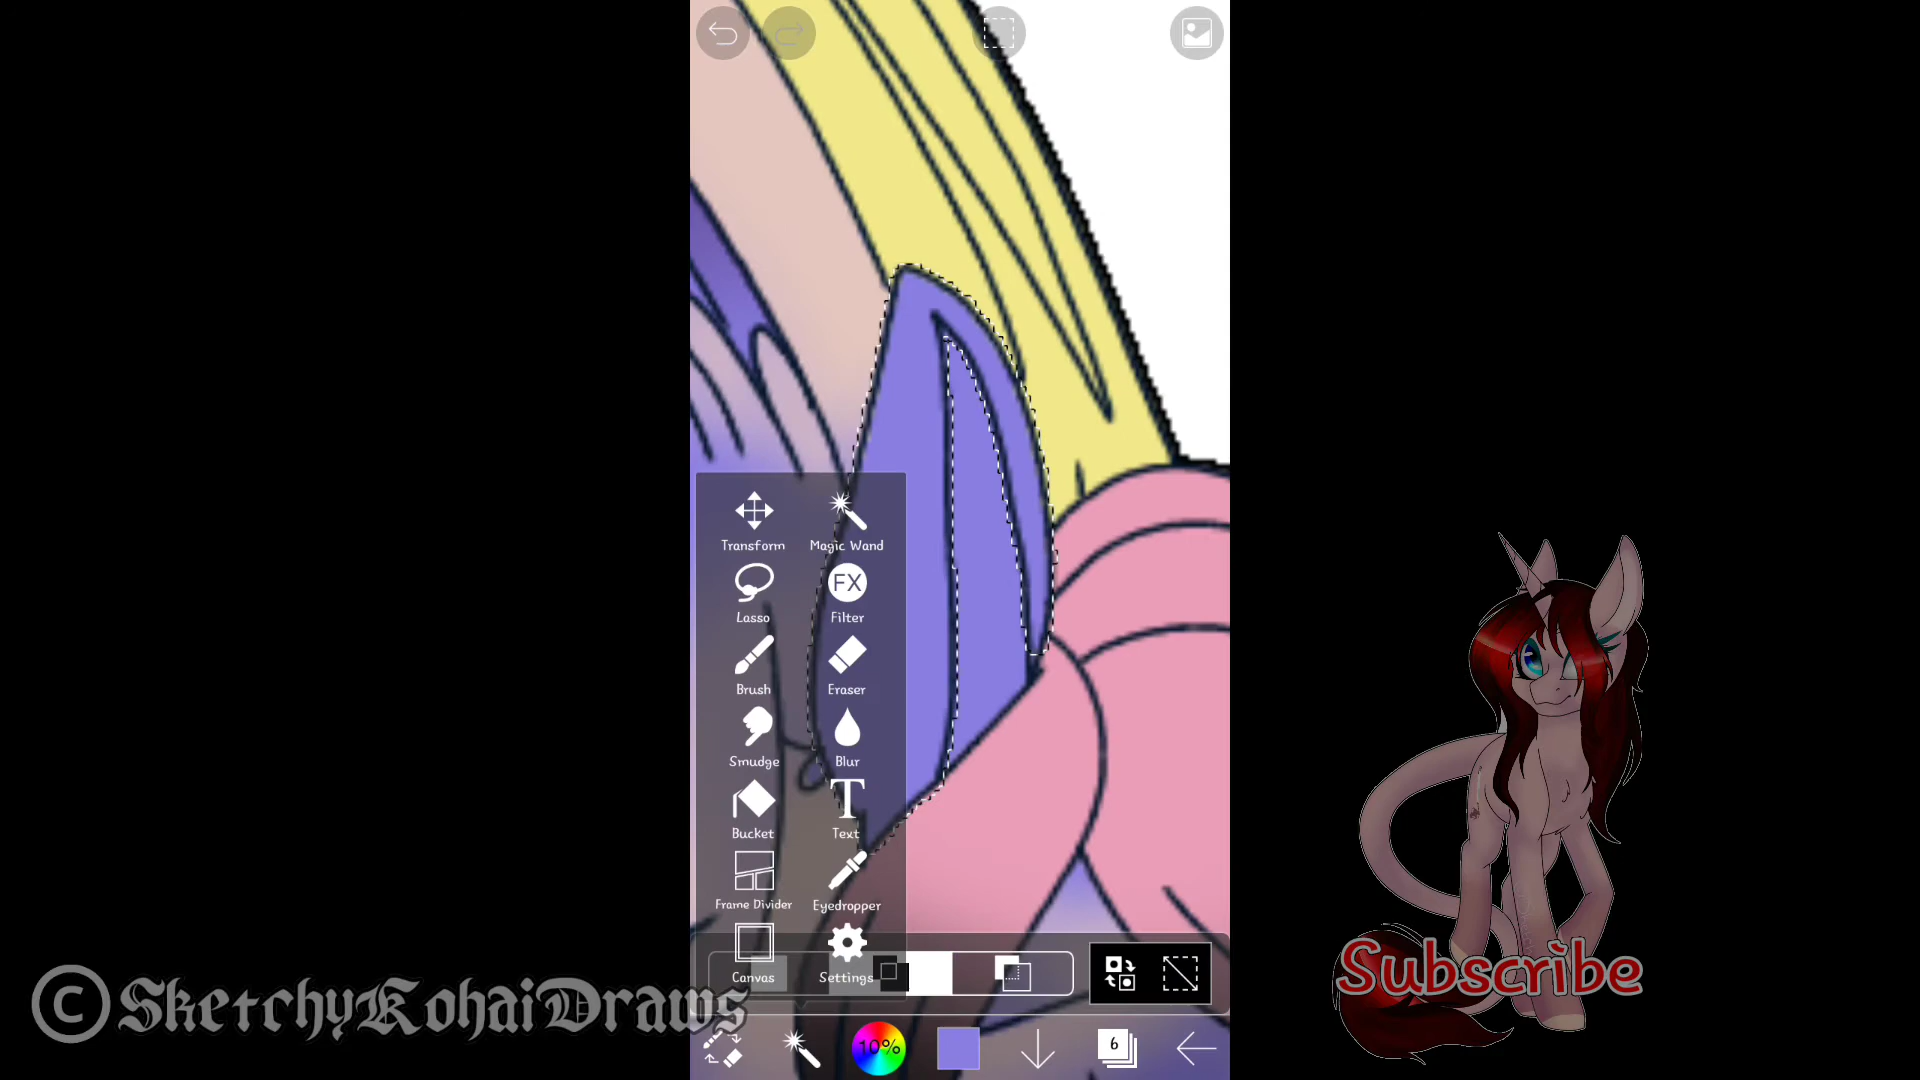 Transform
Magic Wand
Lasso
FX
Filter
Brush
Eraser
Smudge
Blur
Bucket
T
Text
Frame Divider
Eyedropper
Canvas
Settings
10%
6
© SketchyKohaiDraws
Subscribe